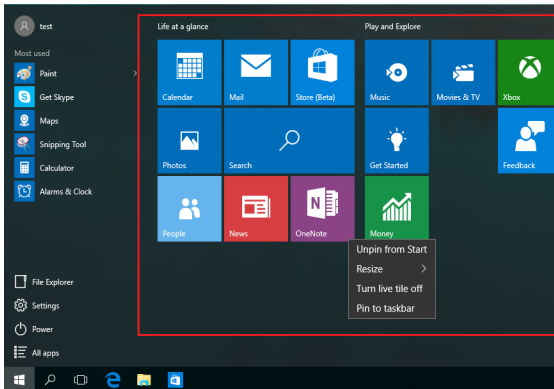 test
Most used
Paint
Get Skype
Maps
Snipping Tool
Calculator
Alarms & Clock
File Explorer
Settings
Power
All apps
Life at a glance
Calendar
Mail
Store (Beta)
Photos
Search
People
News
OneNote
Play and Explore
Music
Movies & TV
Xbox
Get Started
Feedback
Money
Unpin from Start
Resize
Turn live tile off
Pin to taskbar